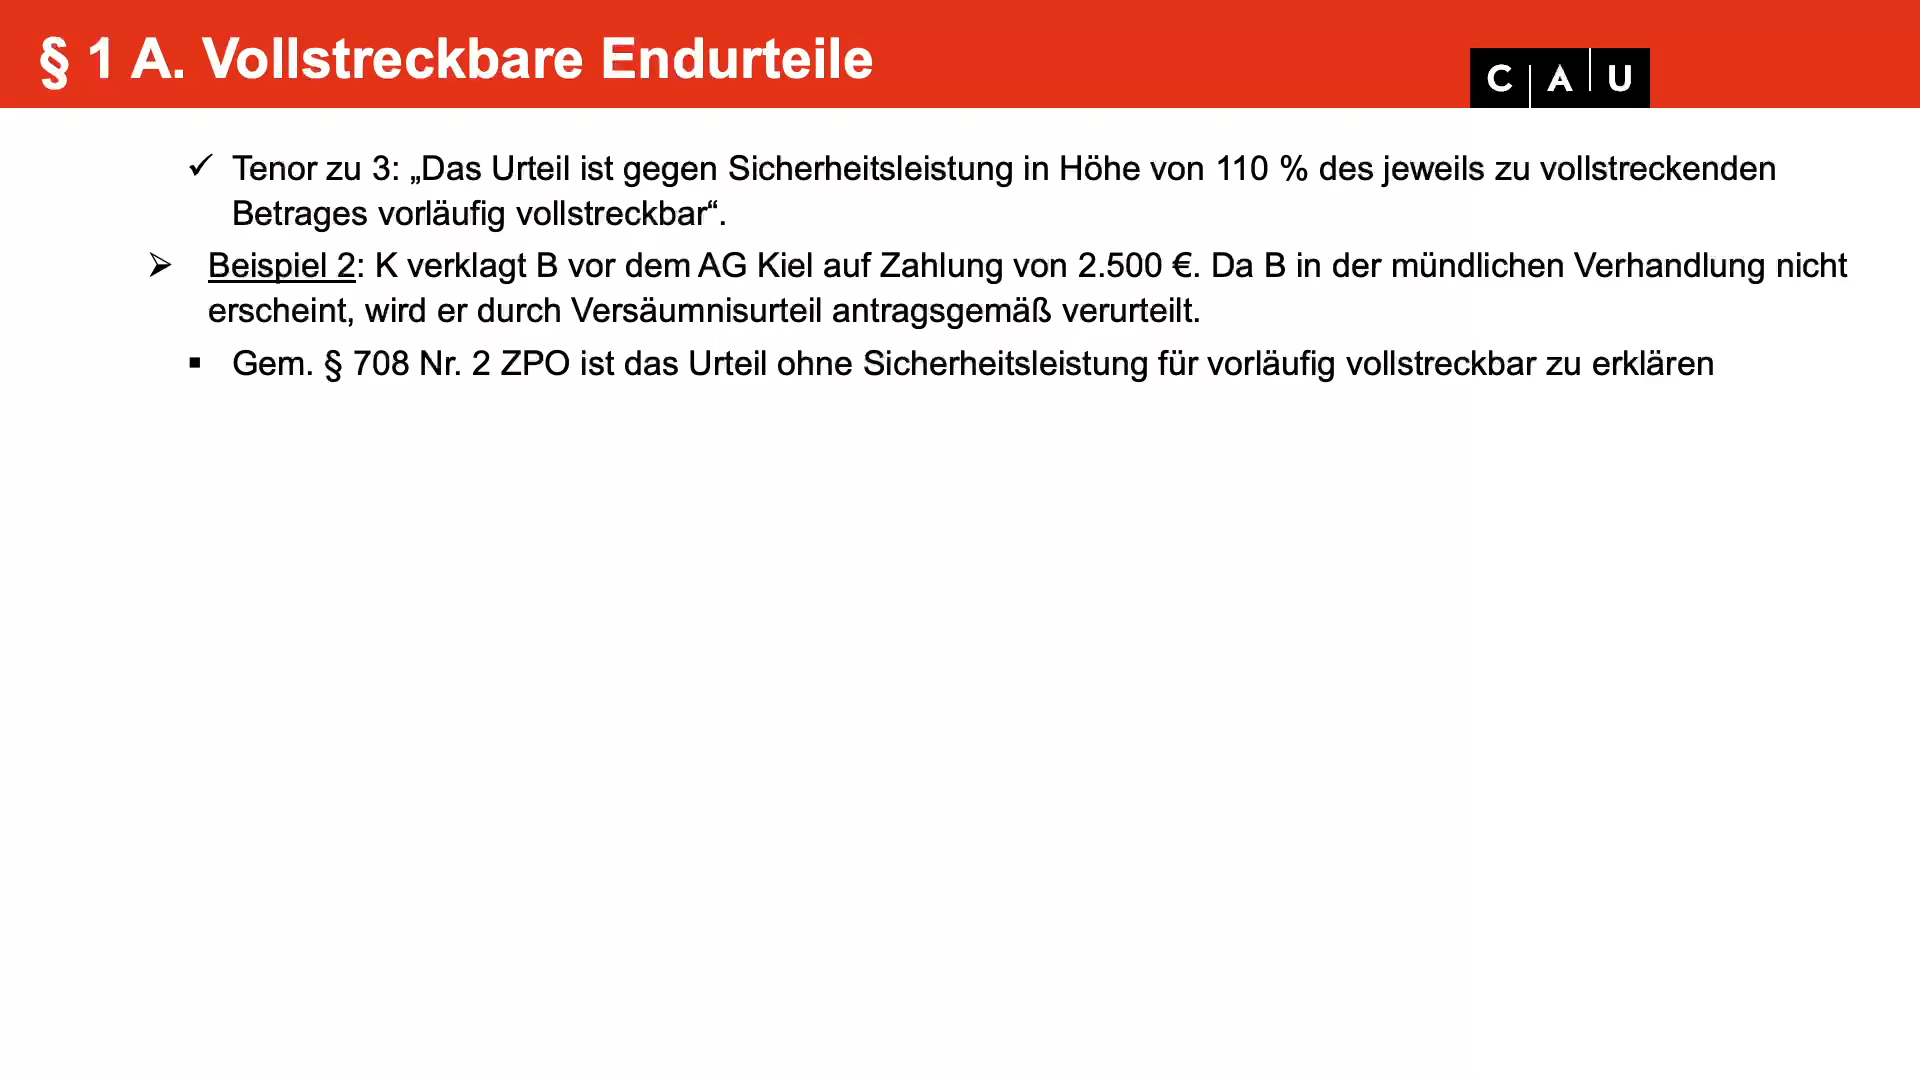 § 1 A. Vollstreckbare Endurteile
C A U
✓ Tenor zu 3: „Das Urteil ist gegen Sicherheitsleistung in Höhe von 110 % des jeweils zu vollstreckenden
Betrages vorläufig vollstreckbar“.
➢ Beispiel 2: K verklagt B vor dem AG Kiel auf Zahlung von 2.500 €. Da B in der mündlichen Verhandlung nicht
erscheint, wird er durch Versäumnisurteil antragsgemäß verurteilt.
▪ Gem. § 708 Nr. 2 ZPO ist das Urteil ohne Sicherheitsleistung für vorläufig vollstreckbar zu erklären